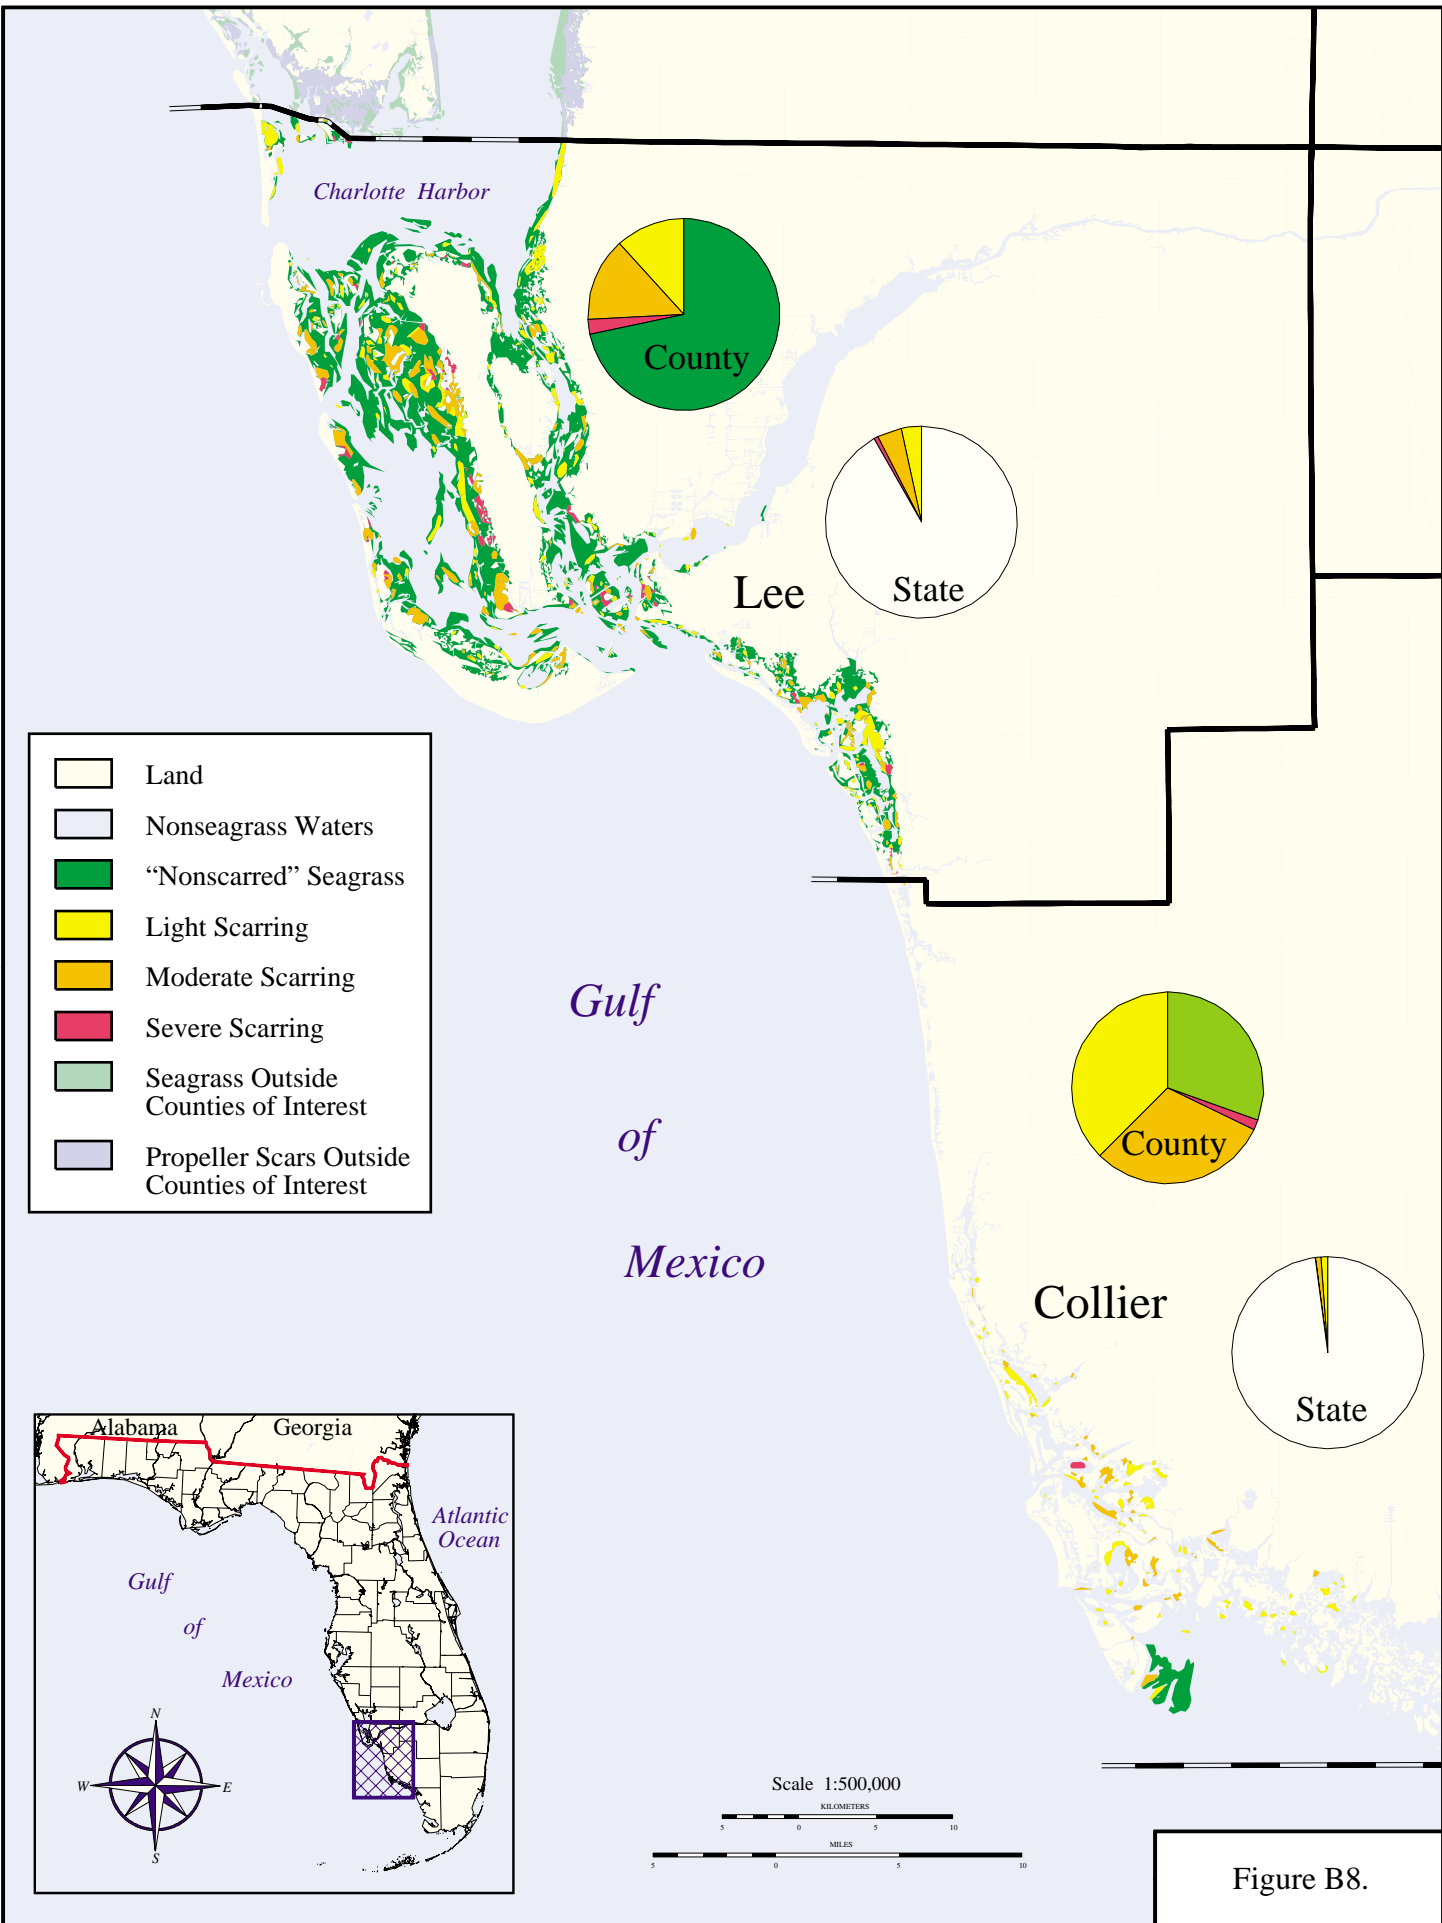 Charlotte Harbor
County
State
Lee
Land
Nonseagrass Waters
“Nonscarred” Seagrass
Light Scarring
Moderate Scarring
Severe Scarring
Seagrass Outside
Counties of Interest
Propeller Scars Outside
Counties of Interest
Gulf
of
Mexico
County
Collier
State
Alabama
Georgia
Atlantic
Ocean
Gulf
of
Mexico
N
W
E
S
Scale 1:500,000
KILOMETERS
5 0 5 10
MILES
5 0 5 10
Figure B8.